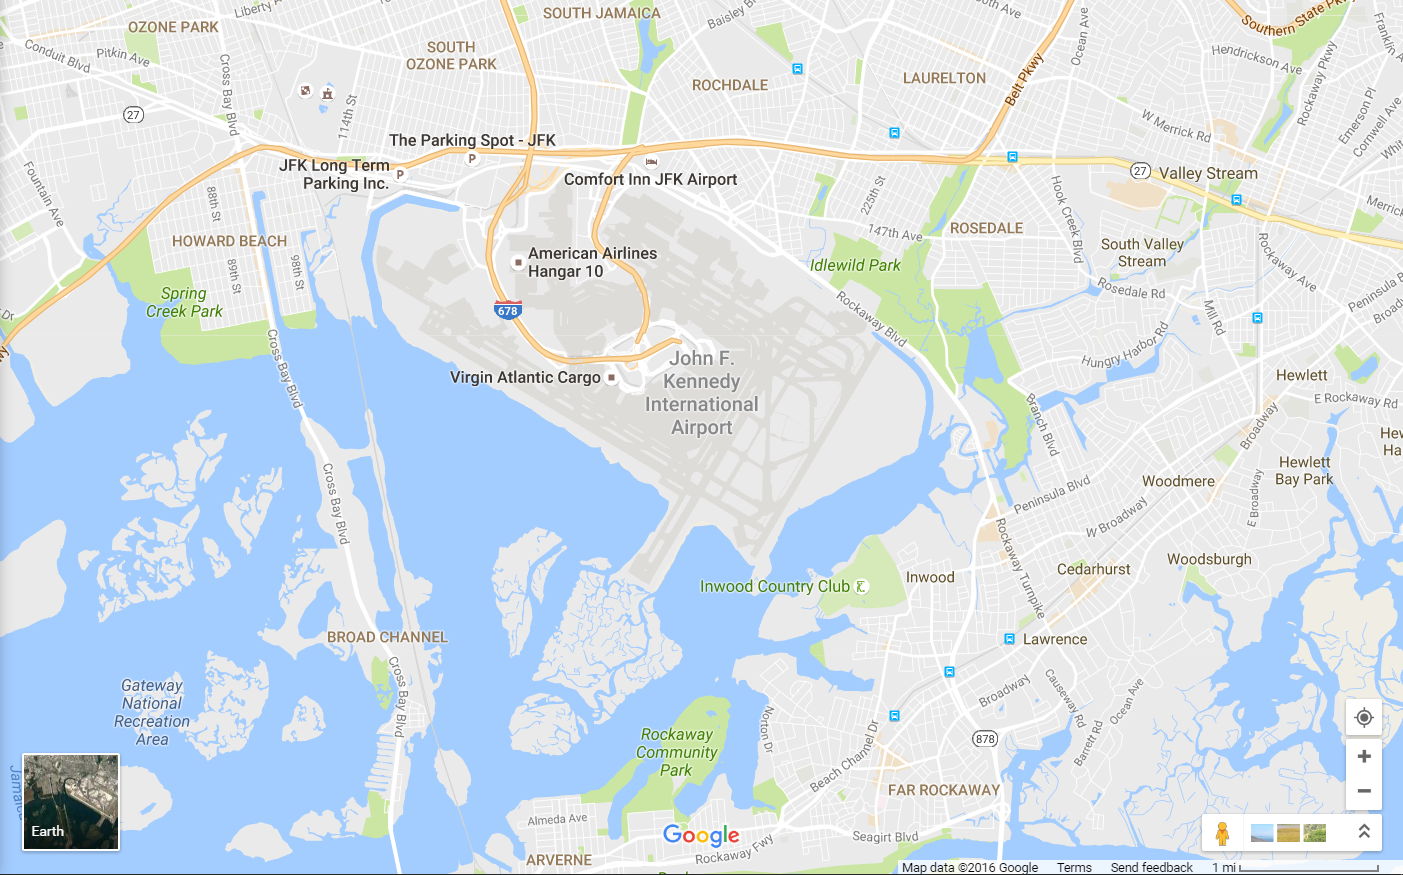 OZONE PARK
SOUTH JAMAICA
Liberty A
Baisley B
uth Ave
Southern State Pkwy
Conduit Blvd
Pitkin Ave
SOUTH
OZONE PARK
Cross Bay Blvd
ROCHDALE
LAURELTON
Ocean Ave
Hendrickson Ave
Rockaway Pkwy
Franklin A
Belt Pkwy
27
114th St
Emerson Pl
Cornwell Ave
Whit
W Merrick Rd
The Parking Spot - JFK
JFK Long Term
Parking Inc.
Comfort Inn JFK Airport
27
Valley Stream
Fountain Ave
88th St
225th St
Hook Creek Blvd
Merrick
HOWARD BEACH
147th Ave
ROSEDALE
South Valley
Stream
Rockaway Ave
89th St
98th St
American Airlines
Hangar 10
Idlewild Park
Rosedale Rd
Peninsula B
Broadw
Spring
Creek Park
678
Rockaway Blvd
Mill Rd
Dr
wy
Cross Bay Blvd
Hungry Harbor Rd
John F.
Kennedy
International
Airport
Virgin Atlantic Cargo
Hewlett
E Rockaway Rd
Branch Blvd
Broadway
Hew
Ha
Cross Bay Blvd
Hewlett
Bay Park
Woodmere
Peninsula Blvd
W Broadway
E Broadway
Rockaway Turnpike
Woodsburgh
Cedarhurst
Inwood
Inwood Country Club
BROAD CHANNEL
Lawrence
Cross Bay Blvd
Gateway
National
Recreation
Area
Broadway
Causeway Rd
Ocean Ave
Norton Dr
Barrett Rd
Rockaway
Community
Park
878
Beach Channel Dr
Jamaic
FAR ROCKAWAY
Earth
Almeda Ave
Google
Seagirt Blvd
Rockaway Fwy
ARVERNE
Map data ©2016 Google
Terms
Send feedback
1 mi